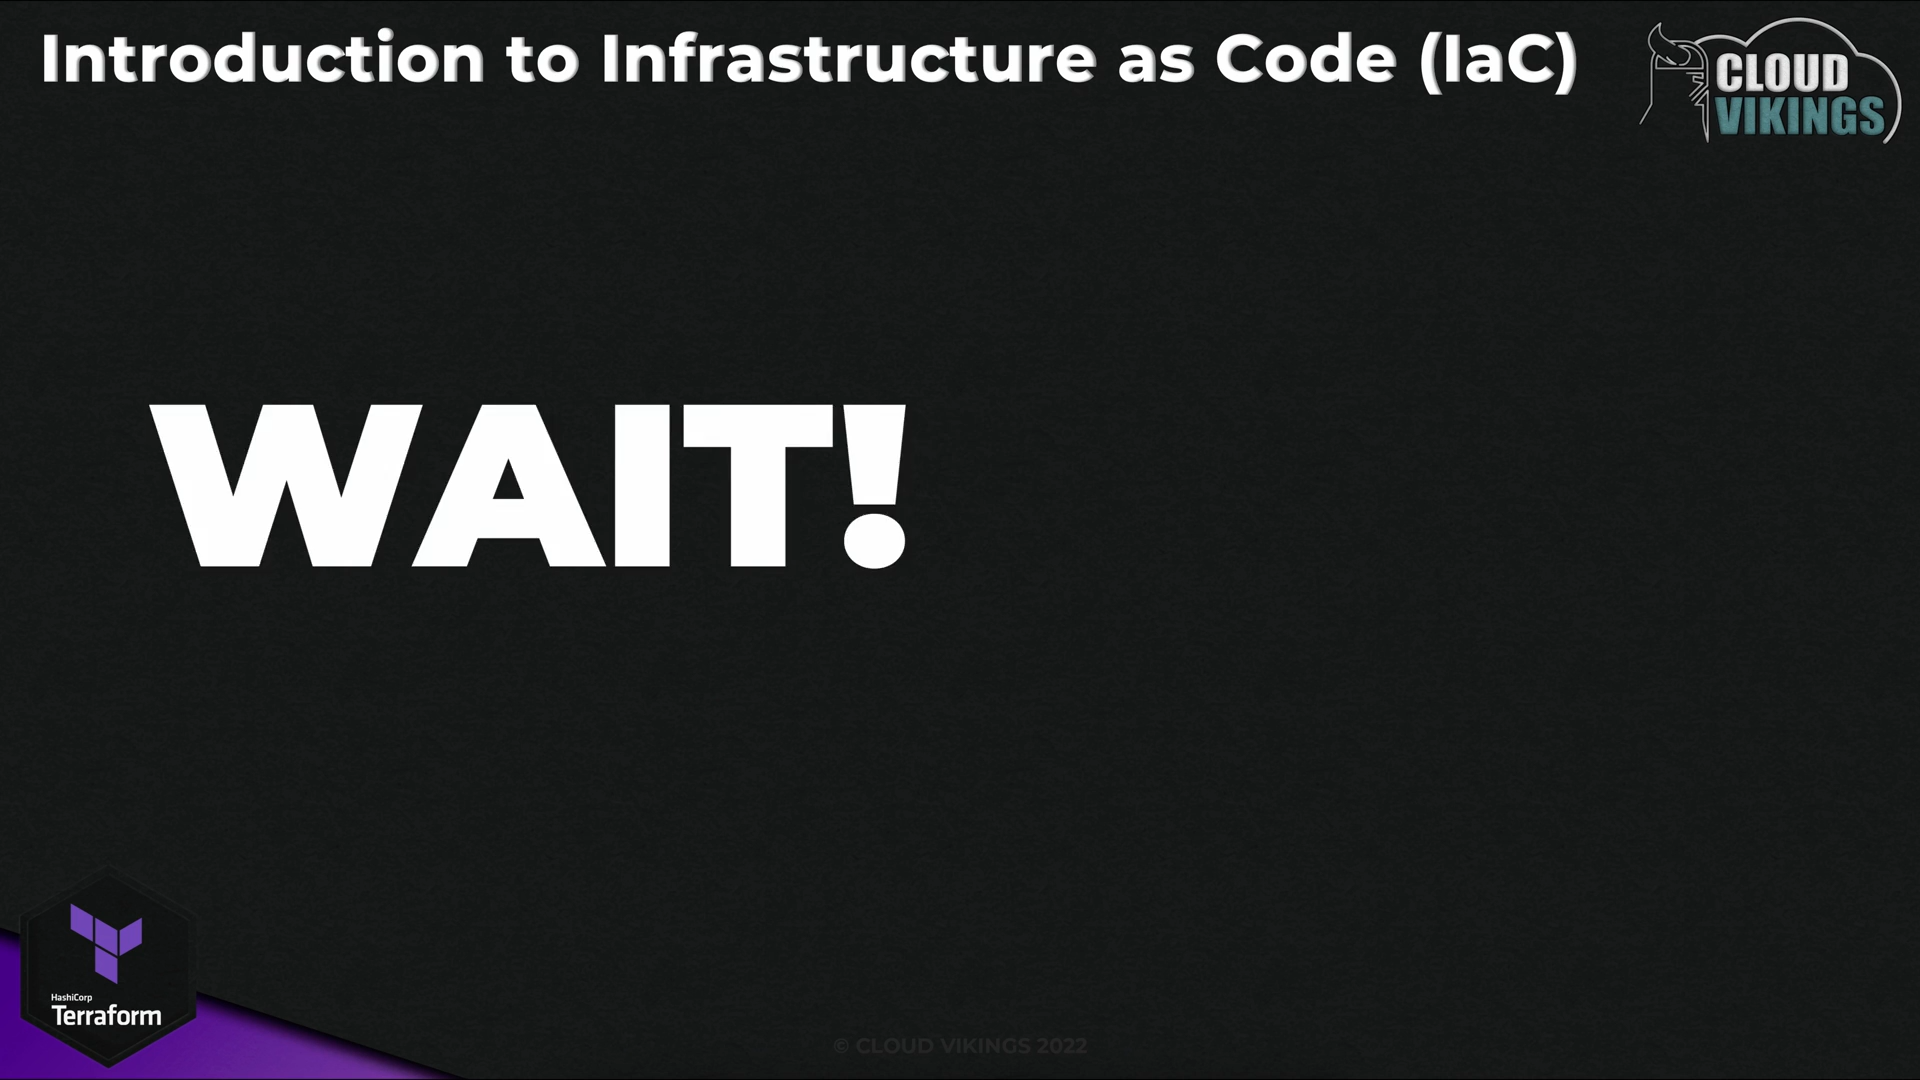 Introduction to Infrastructure as Code (IaC)
CLOUD
VIKINGS
WAIT!
HashiCorp
Terraform
© CLOUD VIKINGS 2022